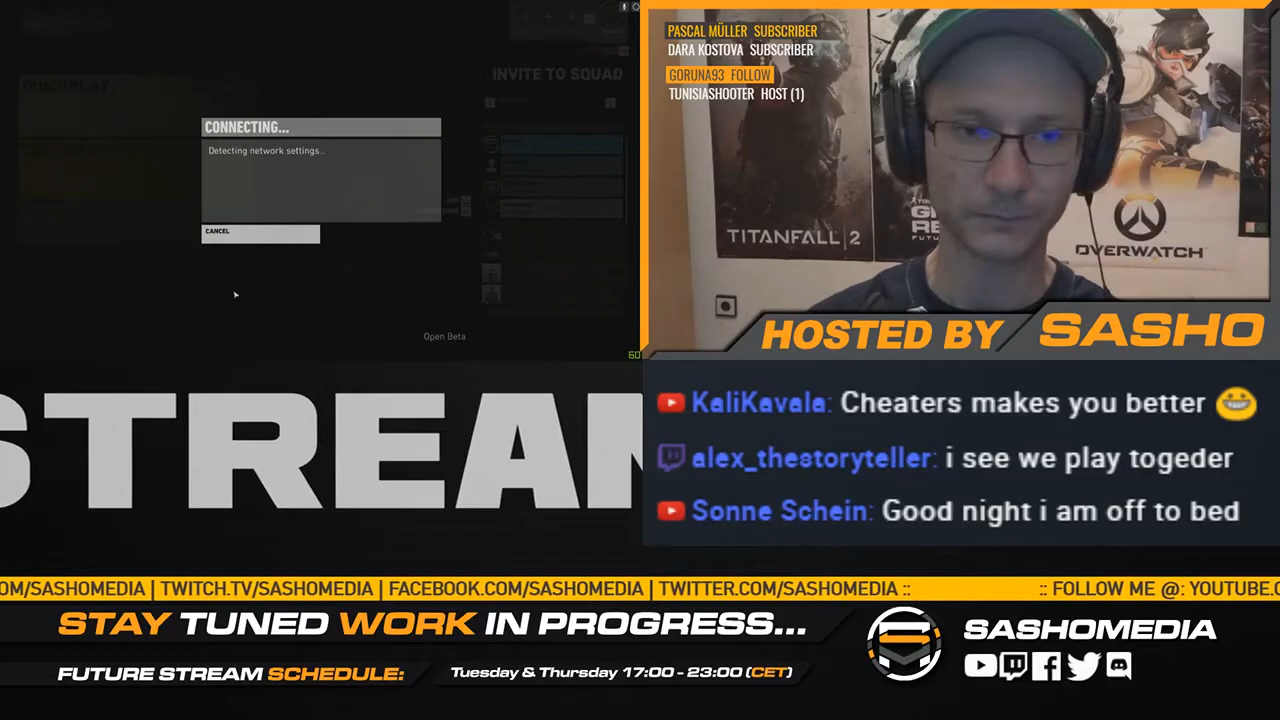 QUICKPLAY
INVITE TO SQUAD
CONNECTING...
Detecting network settings...
CANCEL
Open Beta
60
PASCAL MÜLLER SUBSCRIBER
DARA KOSTOVA SUBSCRIBER
GORUNA93 FOLLOW
TUNISIASHOOTER HOST (1)
TITANFALL 2
OVERWATCH
HOSTED BY SASHO
STREAM
KaliKavala: Cheaters makes you better 😁
alex_thestoryteller: i see we play togeder
Sonne Schein: Good night i am off to bed
OM/SASHOMEDIA | TWITCH.TV/SASHOMEDIA | FACEBOOK.COM/SASHOMEDIA | TWITTER.COM/SASHOMEDIA :: :: FOLLOW ME @: YOUTUBE.C
STAY TUNED WORK IN PROGRESS...
SASHOMEDIA
FUTURE STREAM SCHEDULE: Tuesday & Thursday 17:00 - 23:00 (CET)